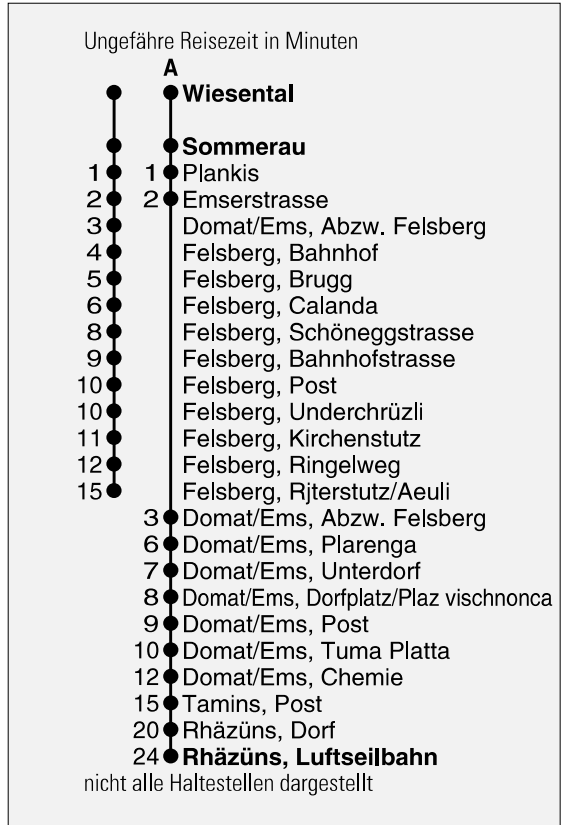 Ungefähre Reisezeit in Minuten
A
Wiesental
Sommerau
1 1 Plankis
2 2 Emserstrasse
3 Domat/Ems, Abzw. Felsberg
4 Felsberg, Bahnhof
5 Felsberg, Brugg
6 Felsberg, Calanda
8 Felsberg, Schöneggstrasse
9 Felsberg, Bahnhofstrasse
10 Felsberg, Post
10 Felsberg, Underchrüzli
11 Felsberg, Kirchenstutz
12 Felsberg, Ringelweg
15 Felsberg, Rjterstutz/Aeuli
3 Domat/Ems, Abzw. Felsberg
6 Domat/Ems, Plarenga
7 Domat/Ems, Unterdorf
8 Domat/Ems, Dorfplatz/Plaz vischnonca
9 Domat/Ems, Post
10 Domat/Ems, Tuma Platta
12 Domat/Ems, Chemie
15 Tamins, Post
20 Rhäzüns, Dorf
24 Rhäzüns, Luftseilbahn
nicht alle Haltestellen dargestellt